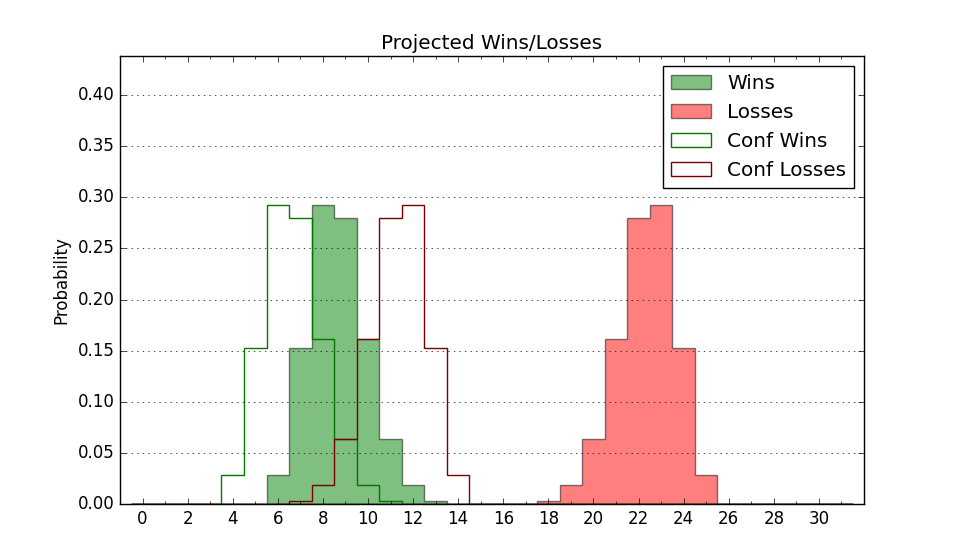 Projected Wins/Losses
Wins
Losses
Conf Wins
Conf Losses
Probability
0.40
0.35
0.30
0.25
0.20
0.15
0.10
0.05
0.00
0 2 4 6 8 10 12 14 16 18 20 22 24 26 28 30